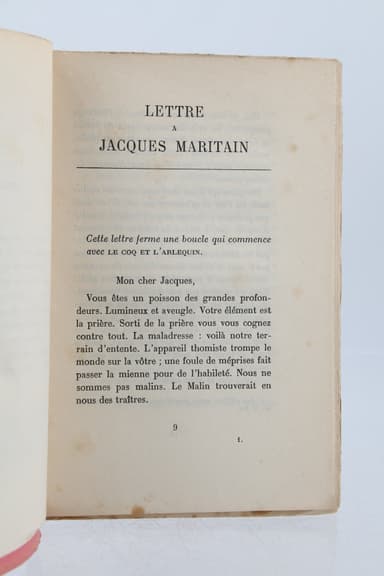 LETTRE
A
JACQUES MARITAIN
Cette lettre ferme une boucle qui commence
avec LE COQ ET L'ARLEQUIN.
Mon cher Jacques,
Vous êtes un poisson des grandes profon-
deurs. Lumineux et aveugle. Votre élément est
la prière. Sorti de la prière vous vous cognez
contre tout. La maladresse : voilà notre ter-
rain d'entente. L'appareil thomiste trompe le
monde sur la vôtre ; une foule de méprises fait
passer la mienne pour de l'habileté. Nous ne
sommes pas malins. Le Malin trouverait en
nous des traîtres.
9
1.